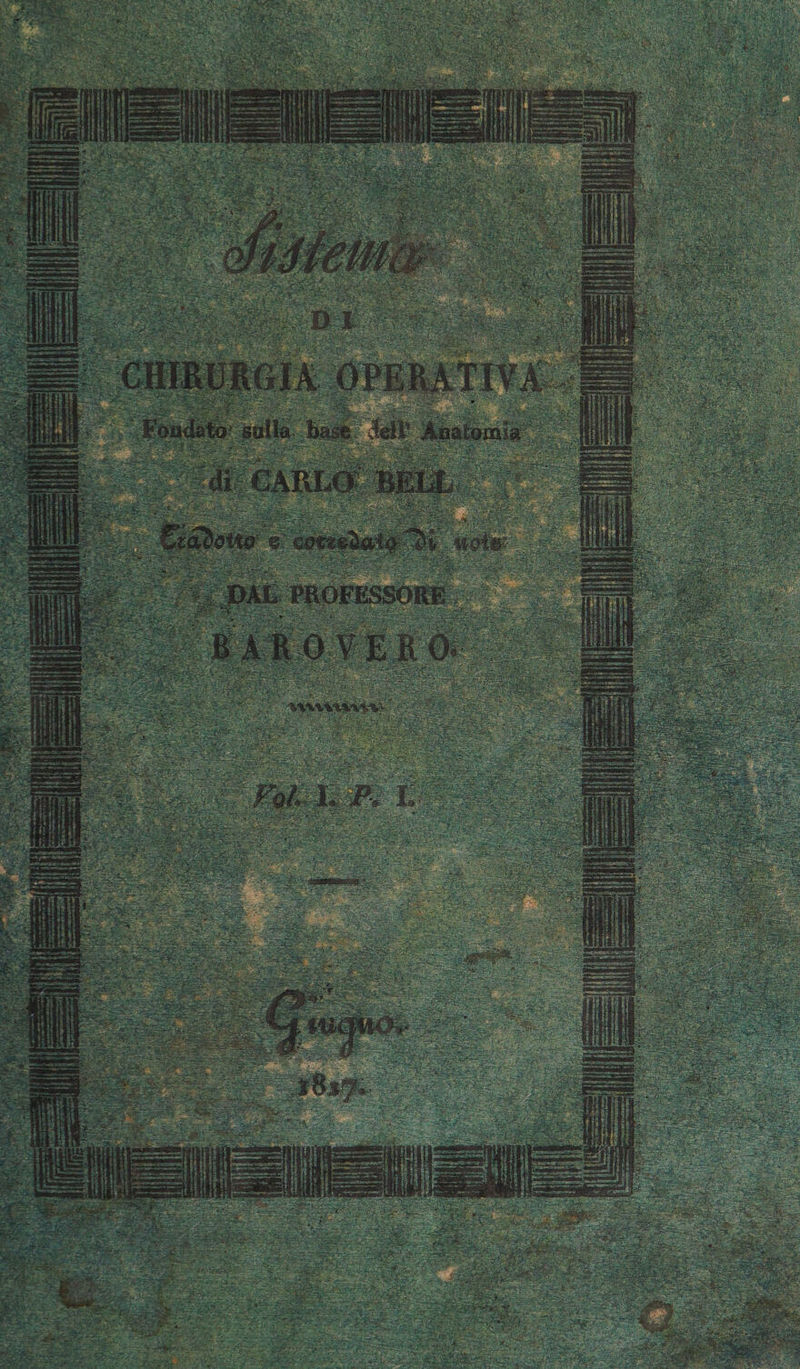 Sistema
DI
CHIRURGIA OPERATIVA
Fondato sulla base dell' Anatomia
di CARLO BELL
Tradotto e corredato di note
DAL PROFESSORE
BAROVERO.
Vol. I. P. I.
Giugno.
1817.